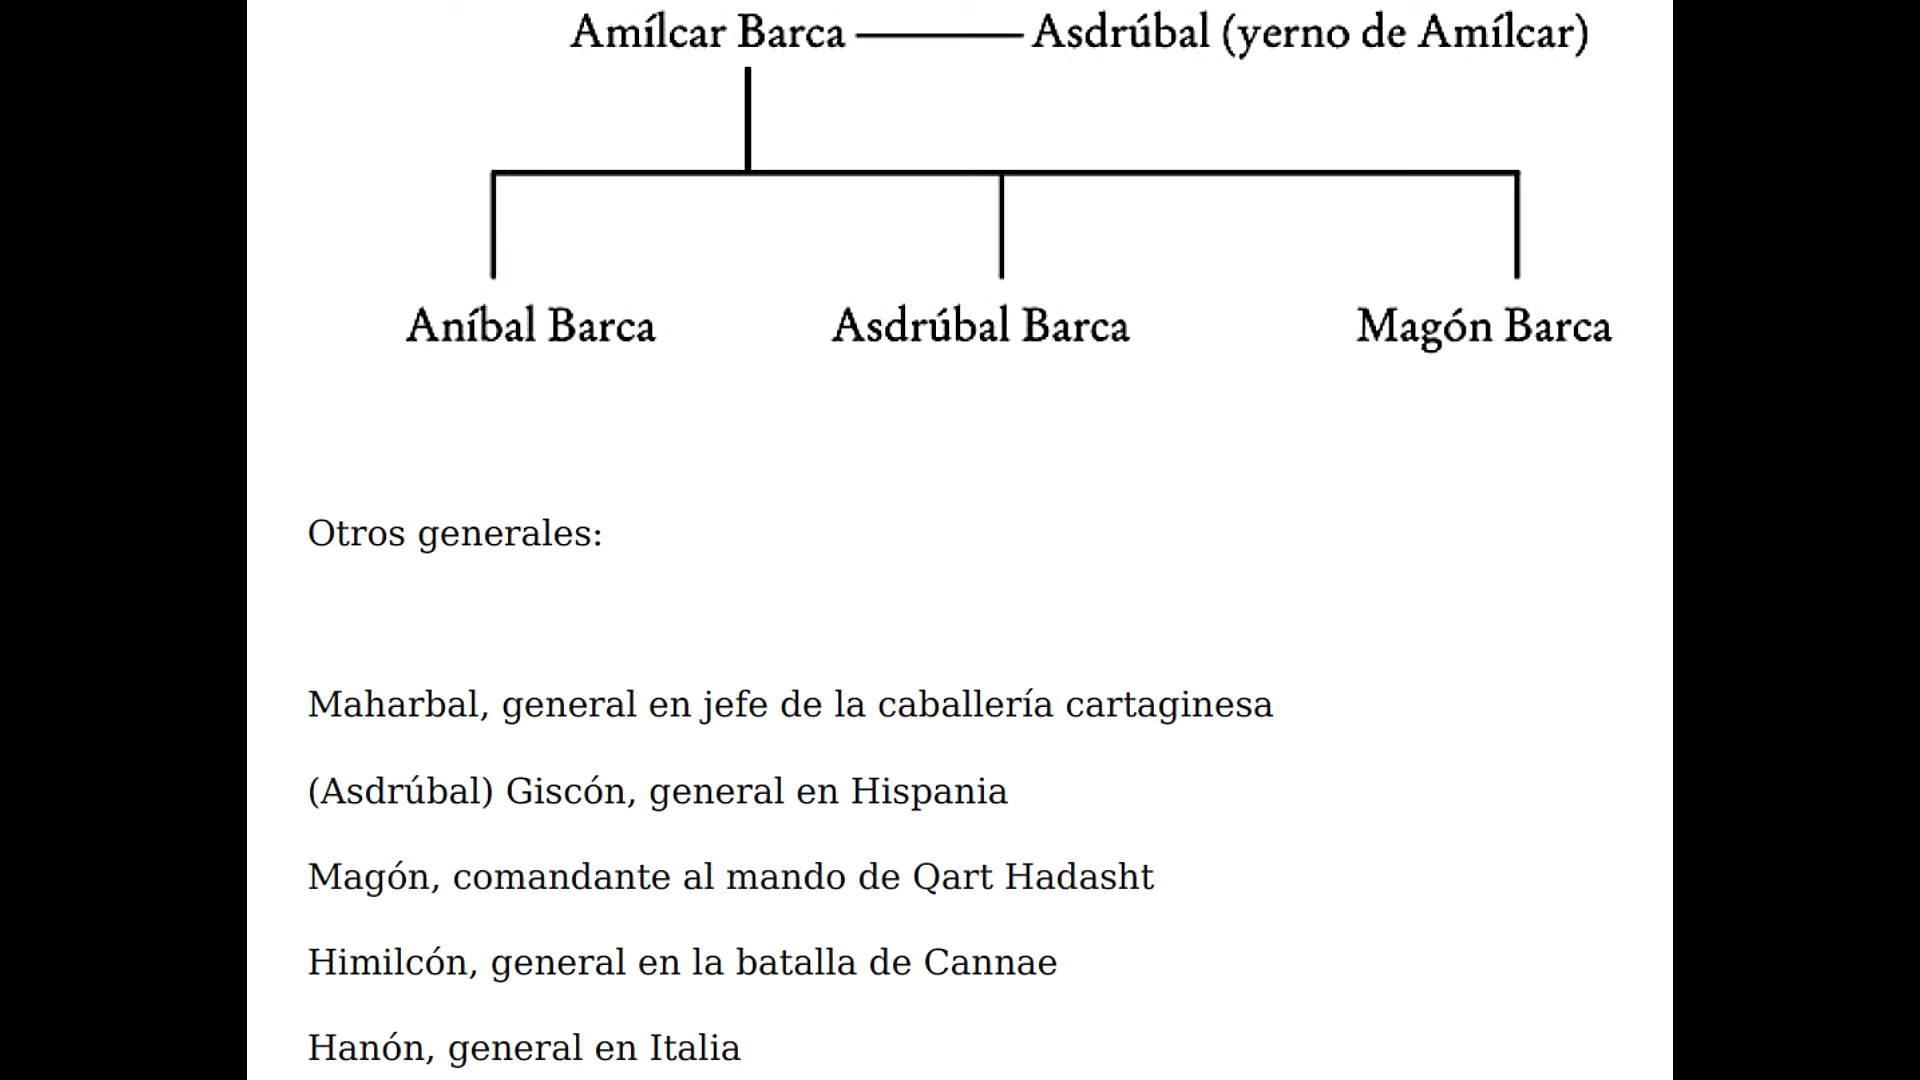 Amílcar Barca Asdrúbal (yerno de Amílcar)
Aníbal Barca Asdrúbal Barca Magón Barca
Otros generales:
Maharbal, general en jefe de la caballería cartaginesa
(Asdrúbal) Giscón, general en Hispania
Magón, comandante al mando de Qart Hadasht
Himilcón, general en la batalla de Cannae
Hanón, general en Italia